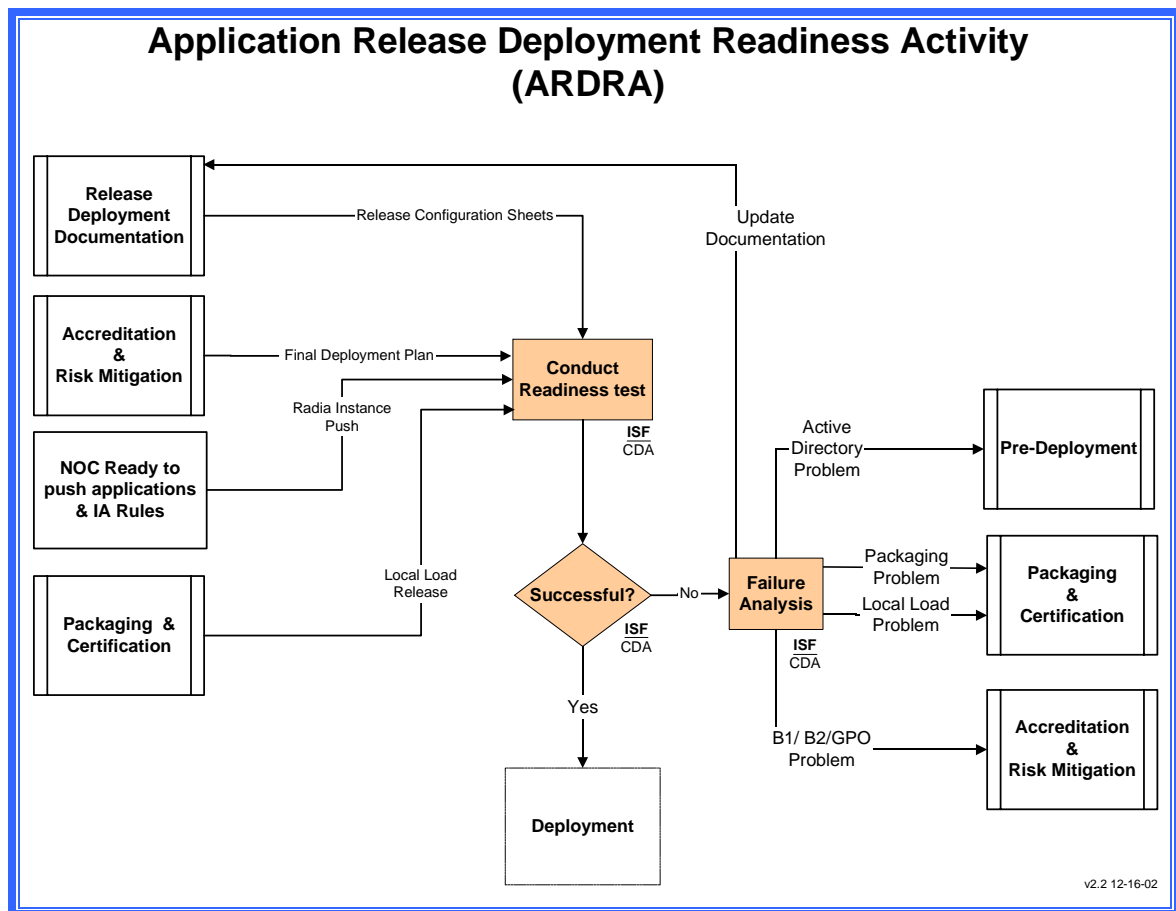 Application Release Deployment Readiness Activity
(ARDRA)
Release
Deployment
Documentation
Release Configuration Sheets
Update
Documentation
Accreditation
&
Risk Mitigation
Final Deployment Plan
Conduct
Readiness test
Radia Instance
Push
ISF
CDA
NOC Ready to
push applications
& IA Rules
Active
Directory
Problem
Pre-Deployment
Packaging &
Certification
Local Load
Release
Successful?
No
ISF
CDA
Failure
Analysis
ISF
CDA
Packaging
Problem
Local Load
Problem
Packaging
&
Certification
Yes
B1/ B2/GPO
Problem
Accreditation
&
Risk Mitigation
Deployment
v2.2 12-16-02